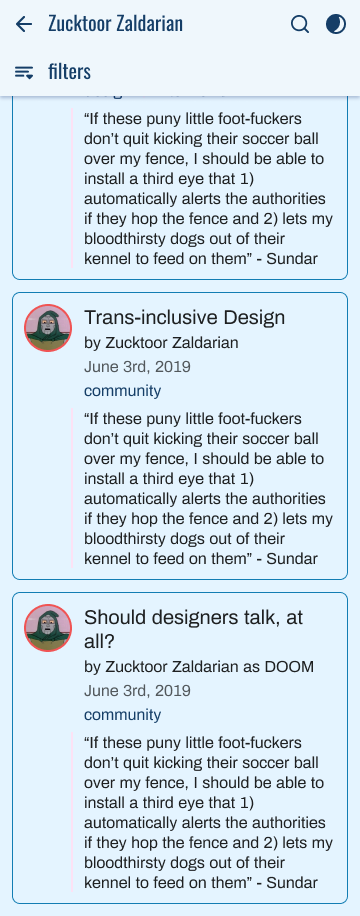 Zucktoor Zaldarian
filters
“If these puny little foot-fuckers
don’t quit kicking their soccer ball
over my fence, I should be able to
install a third eye that 1)
automatically alerts the authorities
if they hop the fence and 2) lets my
bloodthirsty dogs out of their
kennel to feed on them” - Sundar
Trans-inclusive Design
by Zucktoor Zaldarian
June 3rd, 2019
community
“If these puny little foot-fuckers
don’t quit kicking their soccer ball
over my fence, I should be able to
install a third eye that 1)
automatically alerts the authorities
if they hop the fence and 2) lets my
bloodthirsty dogs out of their
kennel to feed on them” - Sundar
Should designers talk, at
all?
by Zucktoor Zaldarian as DOOM
June 3rd, 2019
community
“If these puny little foot-fuckers
don’t quit kicking their soccer ball
over my fence, I should be able to
install a third eye that 1)
automatically alerts the authorities
if they hop the fence and 2) lets my
bloodthirsty dogs out of their
kennel to feed on them” - Sundar